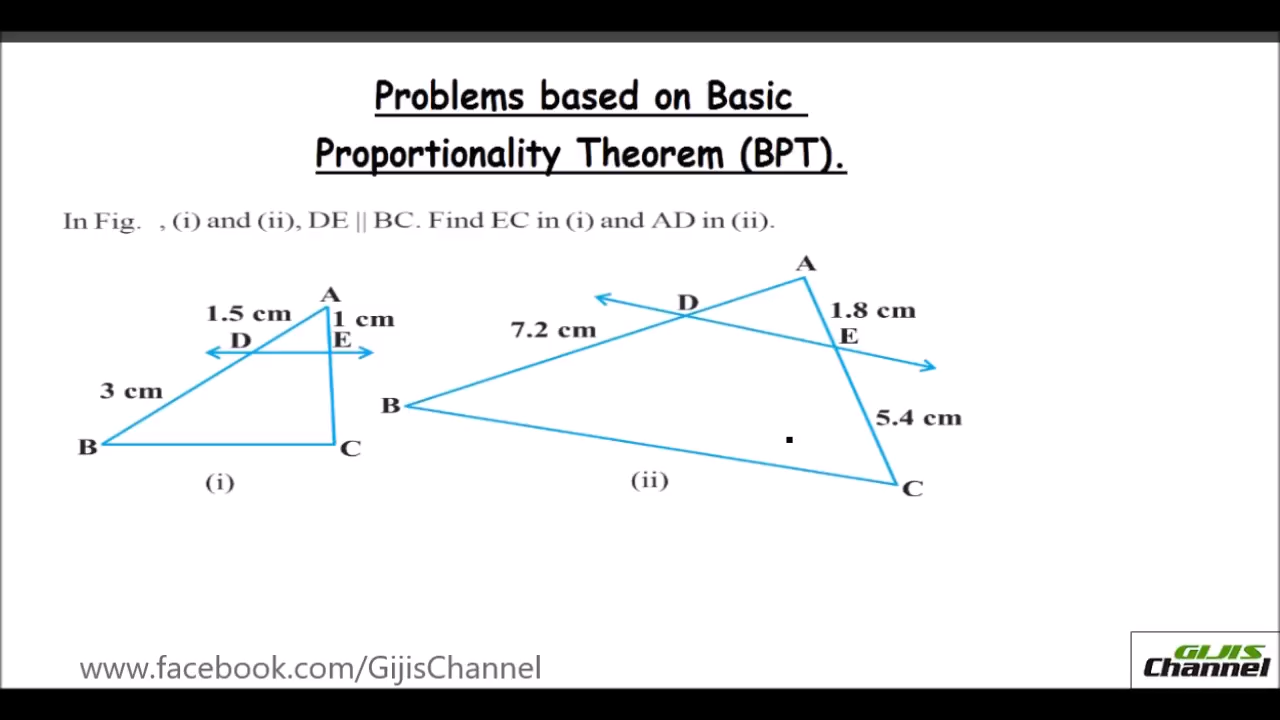 Problems based on Basic
Proportionality Theorem (BPT).
In Fig. , (i) and (ii), DE || BC. Find EC in (i) and AD in (ii).
A
1.5 cm
1 cm
D
E
3 cm
B
C
(i)
A
D
1.8 cm
7.2 cm
E
B
5.4 cm
(ii)
C
www.facebook.com/GijisChannel
GIJIS
Channel